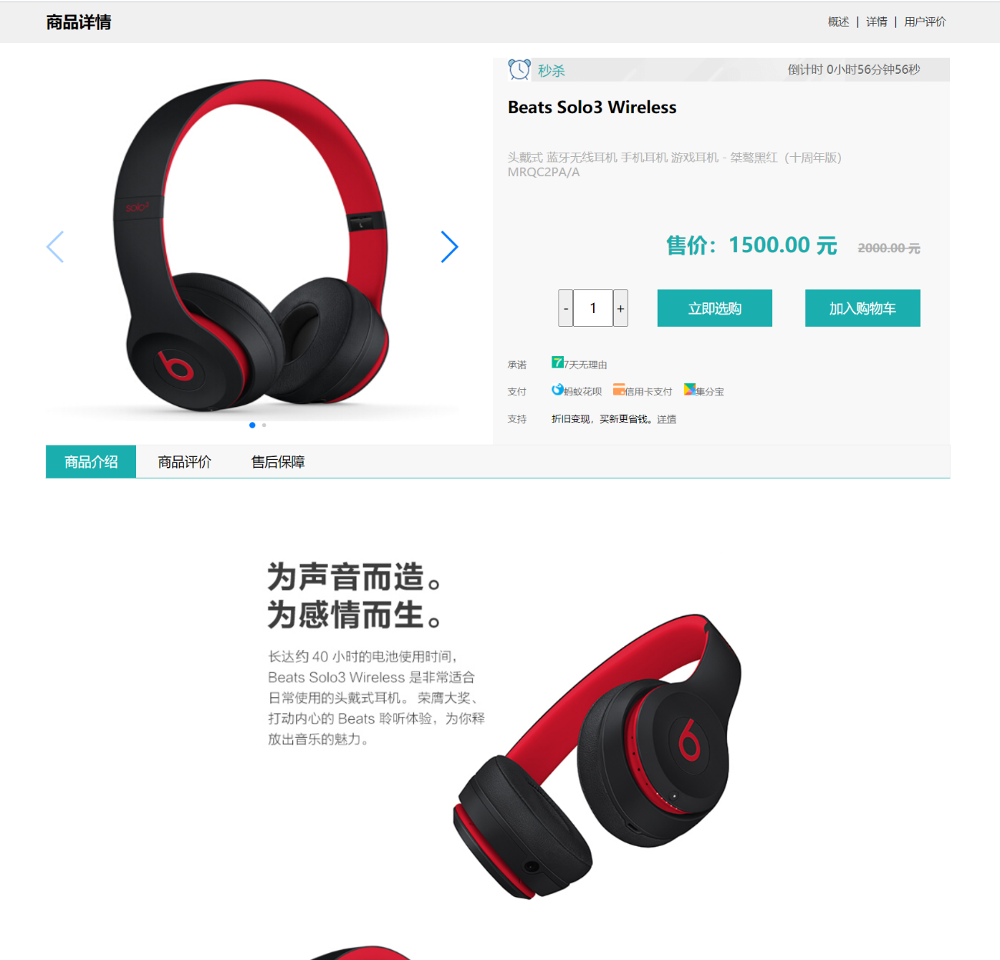 商品详情
概述 | 详情 | 用户评价
秒杀
倒计时 0小时56分钟56秒
Beats Solo3 Wireless
头戴式 蓝牙无线耳机 手机耳机 游戏耳机 - 桀骜黑红（十周年版）
MRQC2PA/A
solo3
售价：1500.00 元 2000.00 元
- 1 + 立即选购 加入购物车
承诺 7 7天无理由
支付 蚂蚁花呗 信用卡支付 集分宝
支持 折旧变现，买新更省钱。详情
商品介绍 商品评价 售后保障
为声音而造。
为感情而生。
长达约 40 小时的电池使用时间，
Beats Solo3 Wireless 是非常适合
日常使用的头戴式耳机。 荣膺大奖、
打动内心的 Beats 聆听体验，为你释
放出音乐的魅力。